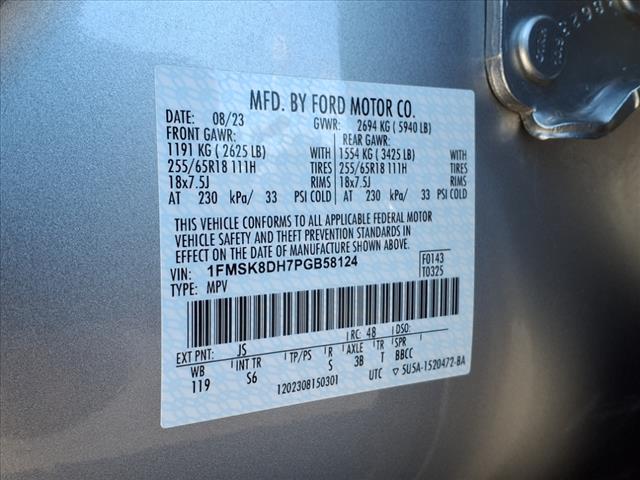 MFD. BY FORD MOTOR CO.
DATE: 08/23 GVWR: 2694 KG ( 5940 LB)
FRONT GAWR: REAR GAWR:
1191 KG ( 2625 LB) WITH 1554 KG ( 3425 LB) WITH
255/65R18 111H TIRES 255/65R18 111H TIRES
18x7.5J RIMS 18x7.5J RIMS
AT 230 kPa/ 33 PSI COLD AT 230 kPa/ 33 PSI COLD
THIS VEHICLE CONFORMS TO ALL APPLICABLE FEDERAL MOTOR
VEHICLE SAFETY AND THEFT PREVENTION STANDARDS IN
EFFECT ON THE DATE OF MANUFACTURE SHOWN ABOVE.
VIN: 1FMSK8DH7PGB58124 F0143
TYPE: MPV T0325
EXT PNT: JS RC: 48 DSO:
WB INT TR TP/PS R AXLE TR SPR
119 S6 S 3B T BBCC
1202308150301 UTC ▽ 5U5A-1520472-BA